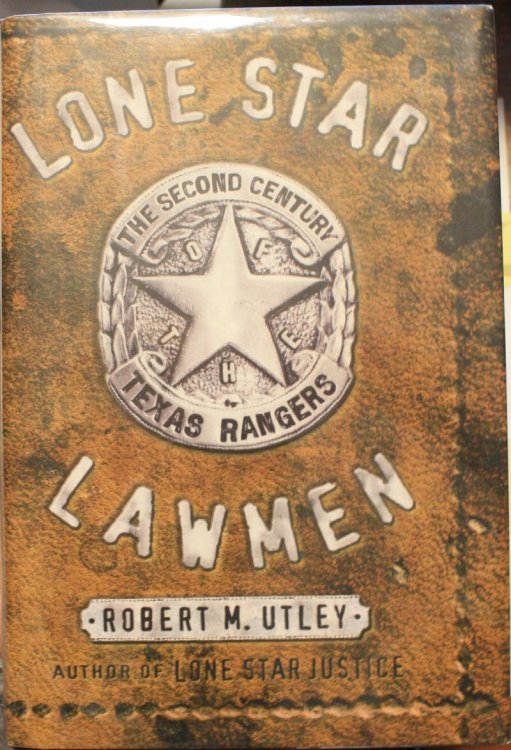 LONE STAR
THE SECOND CENTURY
OF
THE
TEXAS RANGERS
LAWMEN
ROBERT M. UTLEY
AUTHOR OF LONE STAR JUSTICE